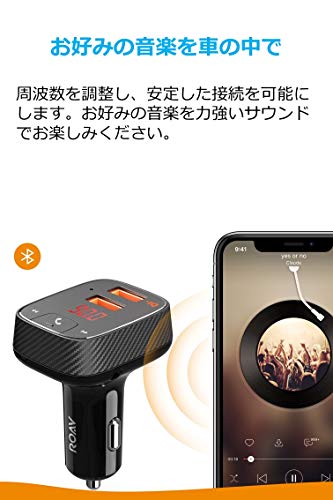 お好みの音楽を車の中で
周波数を調整し、安定した接続を可能に
します。お好みの音楽を力強いサウンド
でお楽しみください。
9:41
yes or no
Claude
90.0
ROAV